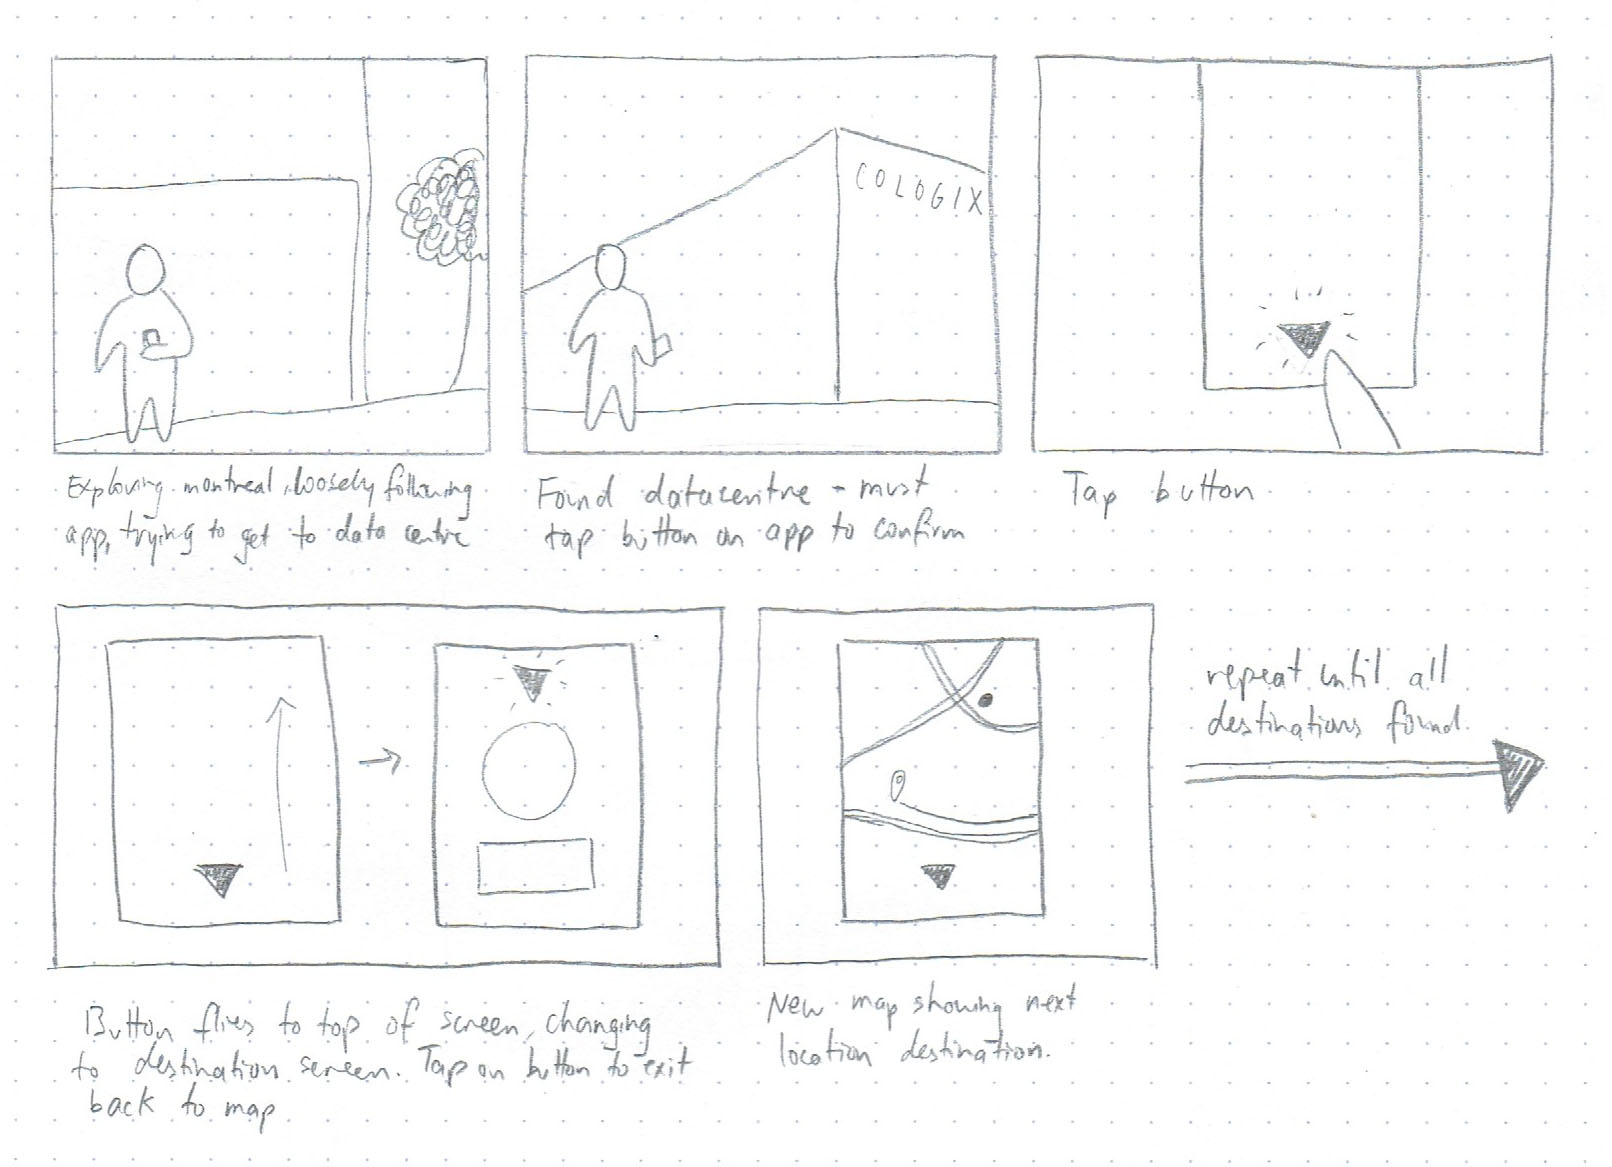 COLOGIX
Exploring montreal, loosely following
app, trying to get to data centre
Found datacentre - must
tap button on app to confirm
Tap button
Button flies to top of screen, changing
to destination screen. Tap on button to exit
back to map
New map showing next
location destination.
repeat until all
destinations found.